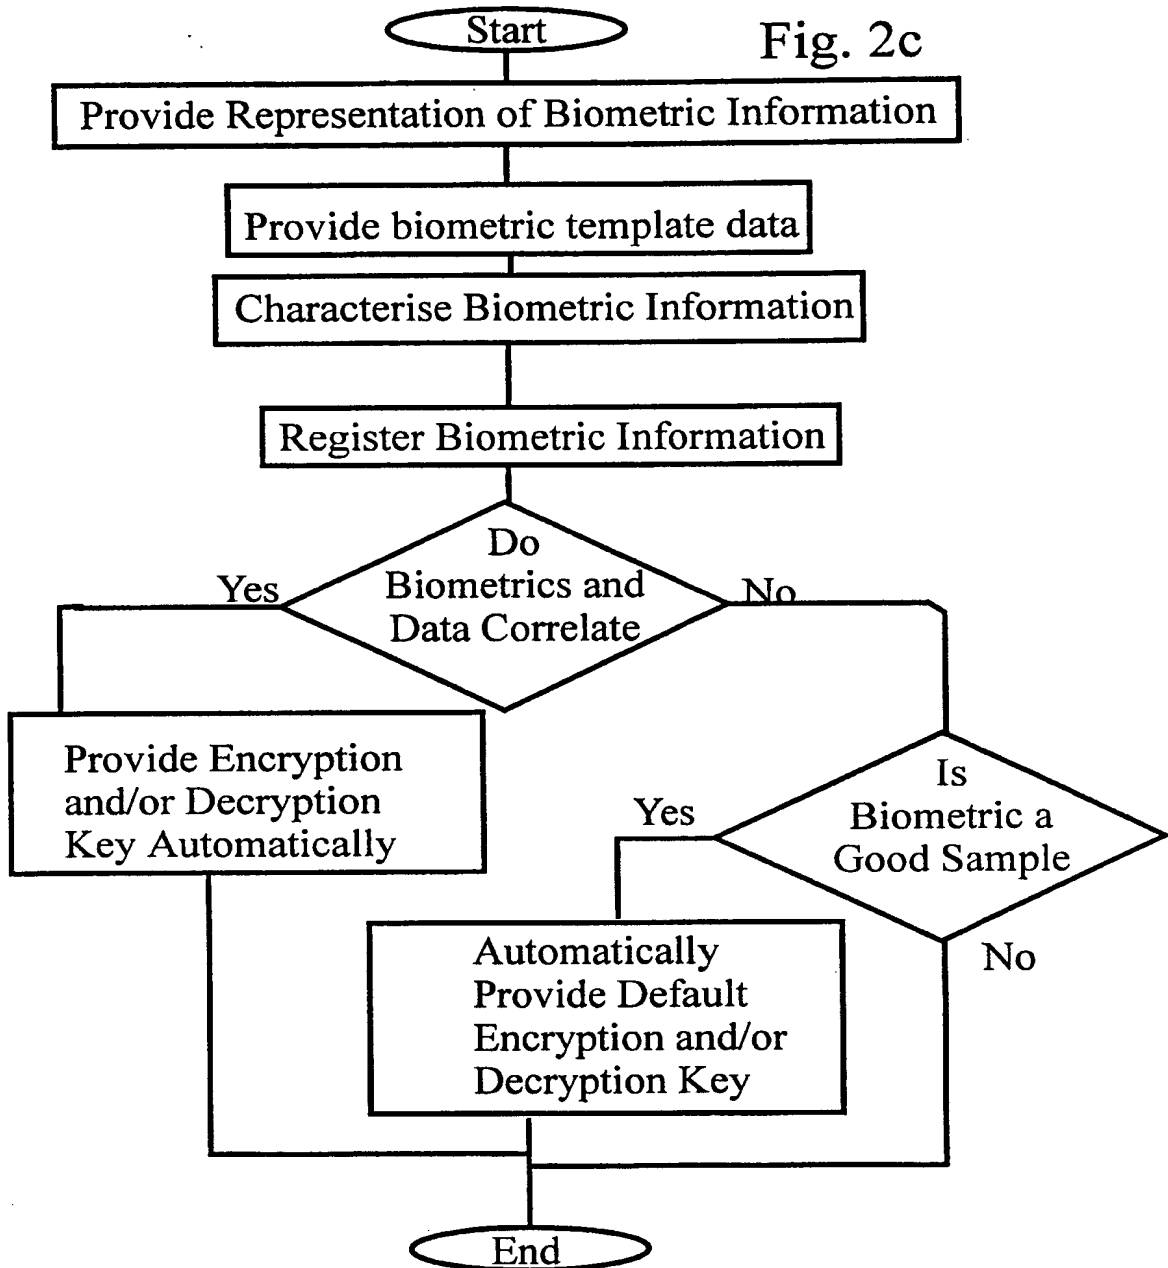 Start
Fig. 2c
Provide Representation of Biometric Information
Provide biometric template data
Characterise Biometric Information
Register Biometric Information
Do
Biometrics and
Data Correlate
Yes
No
Provide Encryption
and/or Decryption
Key Automatically
Is
Biometric a
Good Sample
Yes
No
Automatically
Provide Default
Encryption and/or
Decryption Key
End